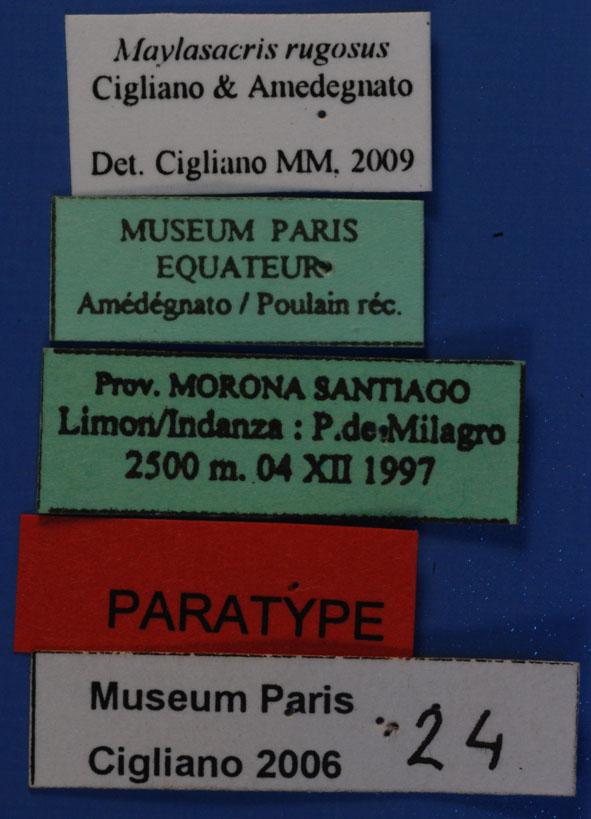 Maylasacris rugosus
Cigliano & Amedegnato
Det. Cigliano MM, 2009
MUSEUM PARIS
EQUATEUR
Amédégnato / Poulain réc.
Prov. MORONA SANTIAGO
Limon/Indanza : P.de Milagro
2500 m. 04 XII 1997
PARATYPE
Museum Paris
Cigliano 2006 24